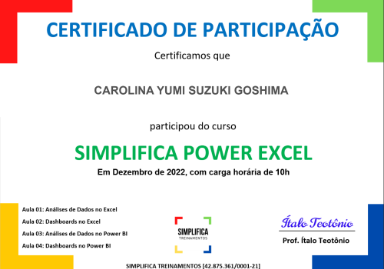 CERTIFICADO DE PARTICIPAÇÃO
Certificamos que
CAROLINA YUMI SUZUKI GOSHIMA
participou do curso
SIMPLIFICA POWER EXCEL
Em Dezembro de 2022, com carga horária de 10h
Aula 01: Análises de Dados no Excel
Aula 02: Dashboards no Excel
Aula 03: Análises de Dados no Power BI
Aula 04: Dashboards no Power BI
SIMPLIFICA
TREINAMENTOS
Ítalo Teotônio
Prof. Ítalo Teotônio
SIMPLIFICA TREINAMENTOS [42.875.361/0001-21]